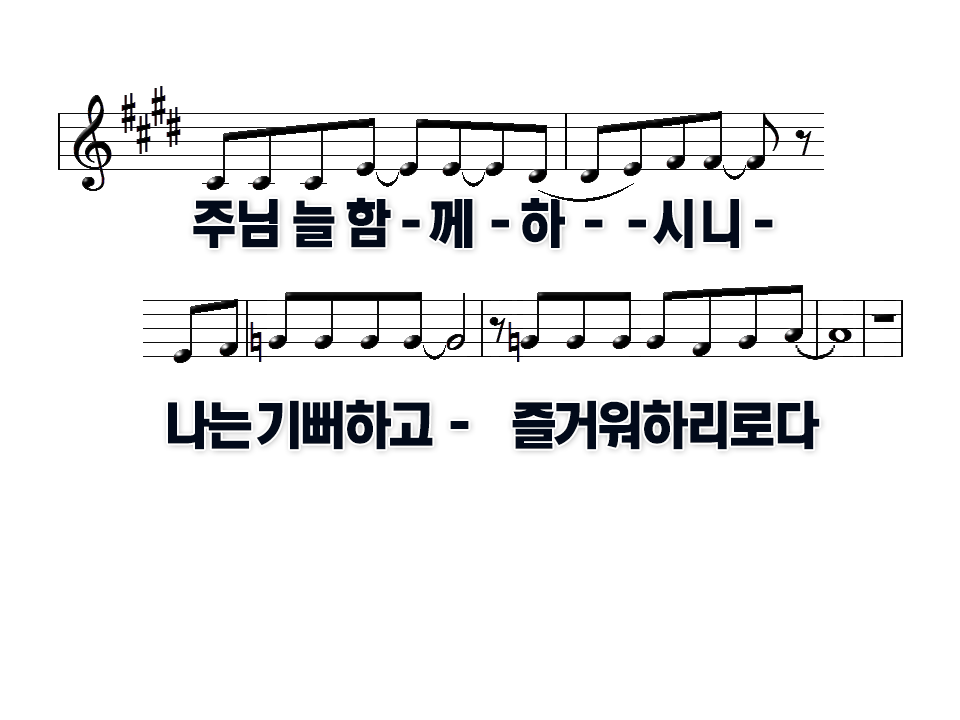 주님 늘 함 - 께 - 하 - - 시 니 -
나는 기뻐하고 - 즐거워하리로다